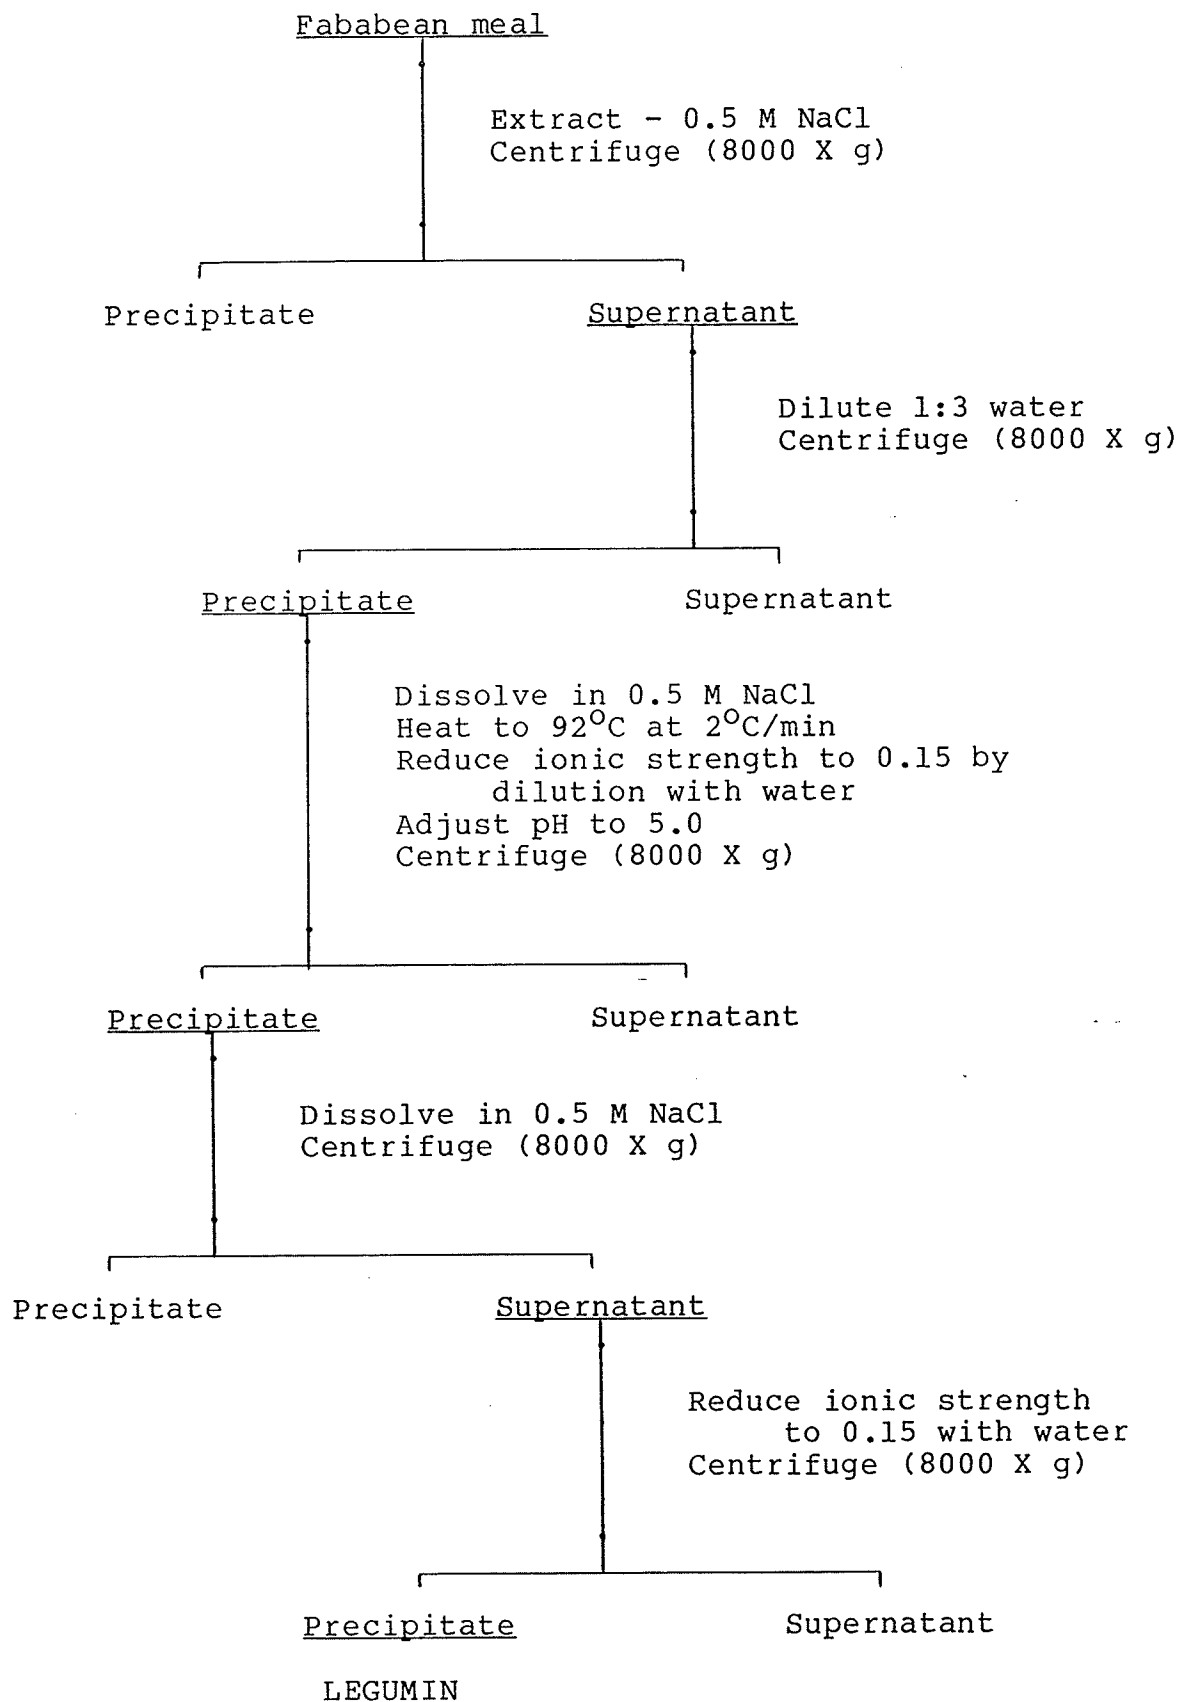 Fababean meal
Extract - 0.5 M NaCl
Centrifuge (8000 X g)
Precipitate
Supernatant
Dilute 1:3 water
Centrifuge (8000 X g)
Precipitate
Supernatant
Dissolve in 0.5 M NaCl
Heat to 92°C at 2°C/min
Reduce ionic strength to 0.15 by
dilution with water
Adjust pH to 5.0
Centrifuge (8000 X g)
Precipitate
Supernatant
Dissolve in 0.5 M NaCl
Centrifuge (8000 X g)
Precipitate
Supernatant
Reduce ionic strength
to 0.15 with water
Centrifuge (8000 X g)
Precipitate
Supernatant
LEGUMIN